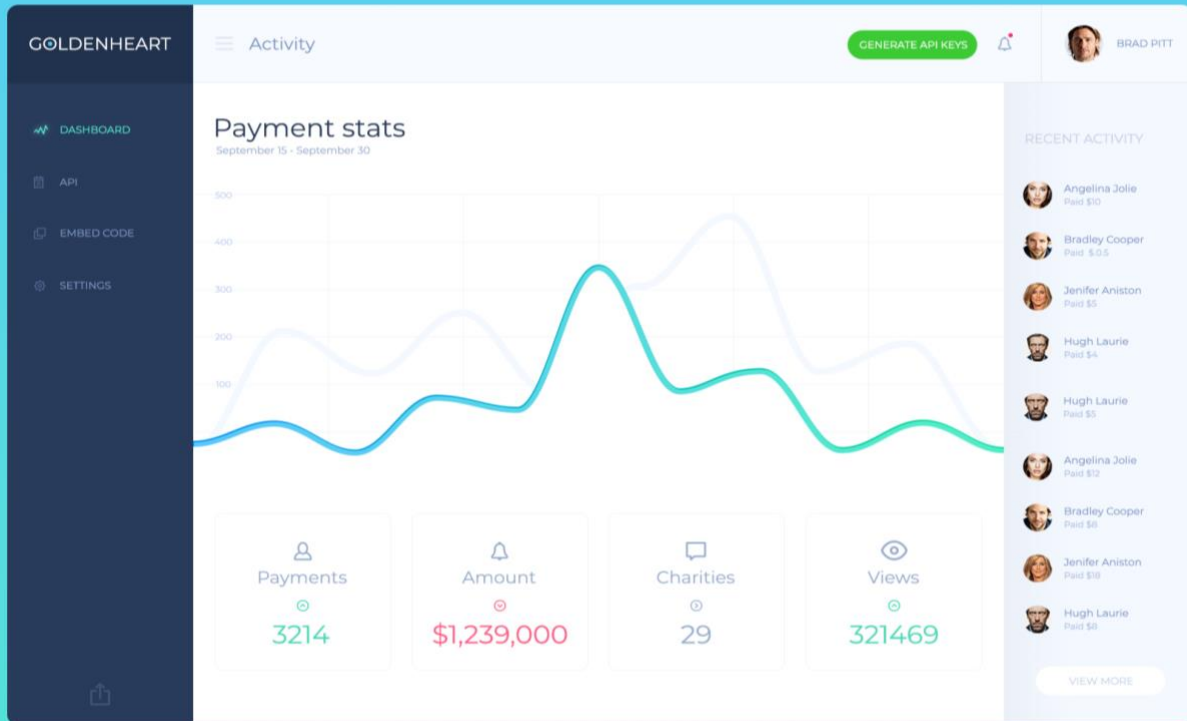 GOLDENHEART
Activity
GENERATE API KEYS
BRAD PITT
DASHBOARD
API
EMBED CODE
SETTINGS
Payment stats
September 15 - September 30
500
400
300
200
100
Payments
3214
Amount
$1,239,000
Charities
29
Views
321469
RECENT ACTIVITY
Angelina Jolie
Paid $10
Bradley Cooper
Paid $.0.5
Jenifer Aniston
Paid $5
Hugh Laurie
Paid $4
Hugh Laurie
Paid $5
Angelina Jolie
Paid $12
Bradley Cooper
Paid $8
Jenifer Aniston
Paid $18
Hugh Laurie
Paid $8
VIEW MORE